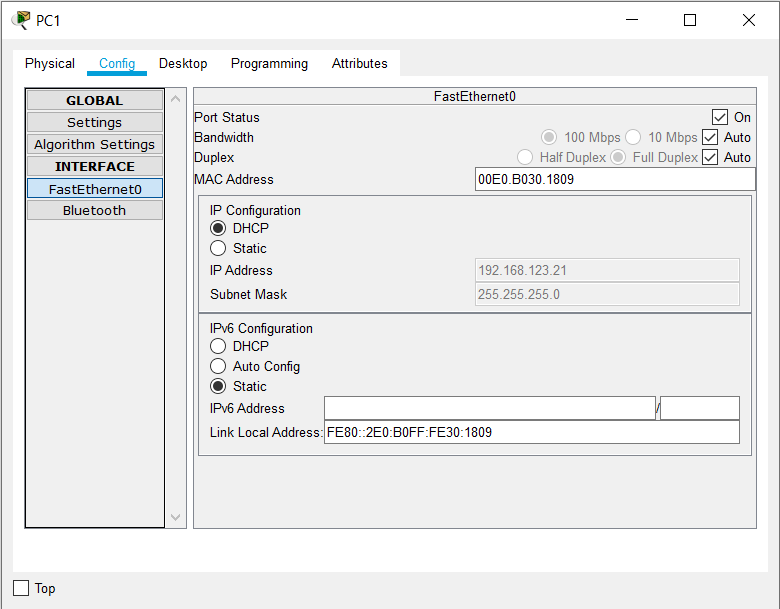 PC1
Physical Config Desktop Programming Attributes
GLOBAL
Settings
Algorithm Settings
INTERFACE
FastEthernet0
Bluetooth
FastEthernet0
Port Status On
Bandwidth 100 Mbps 10 Mbps Auto
Duplex Half Duplex Full Duplex Auto
MAC Address 00E0.B030.1809
IP Configuration
DHCP
Static
IP Address 192.168.123.21
Subnet Mask 255.255.255.0
IPv6 Configuration
DHCP
Auto Config
Static
IPv6 Address /
Link Local Address: FE80::2E0:B0FF:FE30:1809
Top